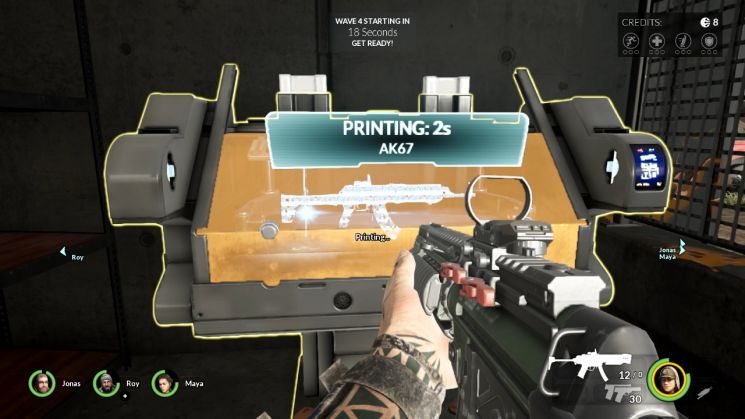 WAVE 4 STARTING IN
18 Seconds
GET READY!
CREDITS: 8
PRINTING: 2s
AK67
Printing...
Roy
Jonas
Maya
Jonas
Roy
Maya
12 / 0
30